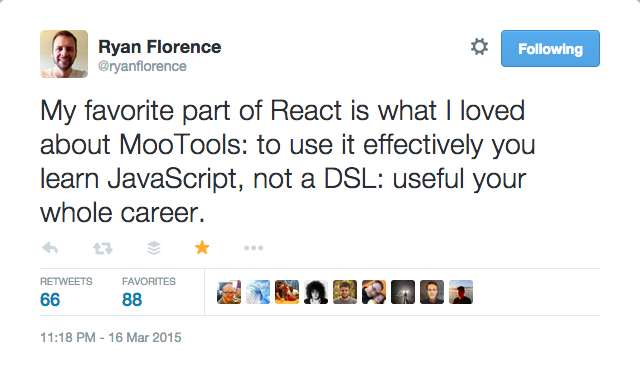 Ryan Florence
@ryanflorence
Following
My favorite part of React is what I loved
about MooTools: to use it effectively you
learn JavaScript, not a DSL: useful your
whole career.
RETWEETS
66
FAVORITES
88
11:18 PM - 16 Mar 2015